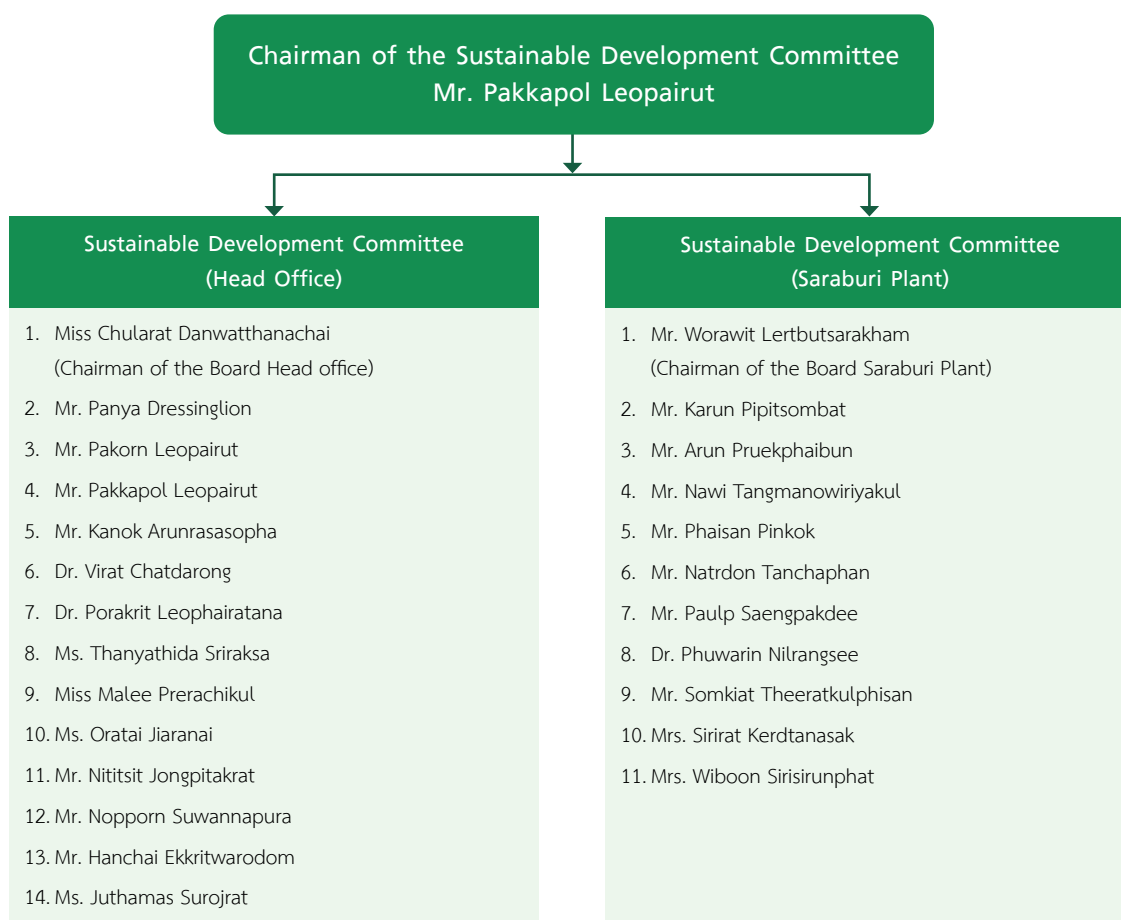 Chairman of the Sustainable Development Committee
Mr. Pakkapol Leopairut
Sustainable Development Committee
(Head Office)
1. Miss Chularat Danwatthanachai
(Chairman of the Board Head office)
2. Mr. Panya Dressinglion
3. Mr. Pakorn Leopairut
4. Mr. Pakkapol Leopairut
5. Mr. Kanok Arunrasasopha
6. Dr. Virat Chatdarong
7. Dr. Porakrit Leophairatana
8. Ms. Thanyathida Sriraksa
9. Miss Malee Prerachikul
10. Ms. Oratai Jiaranai
11. Mr. Nititsit Jongpitakrat
12. Mr. Nopporn Suwannapura
13. Mr. Hanchai Ekkritwarodom
14. Ms. Juthamas Surojrat
Sustainable Development Committee
(Saraburi Plant)
1. Mr. Worawit Lertbutsarakham
(Chairman of the Board Saraburi Plant)
2. Mr. Karun Pipitsombat
3. Mr. Arun Pruekphaibun
4. Mr. Nawi Tangmanowiriyakul
5. Mr. Phaisan Pinkok
6. Mr. Natrdon Tanchaphan
7. Mr. Paulp Saengpakdee
8. Dr. Phuwarin Nilrangsee
9. Mr. Somkiat Theeratkulphisan
10. Mrs. Sirirat Kerdtanasak
11. Mrs. Wiboon Sirisirunphat